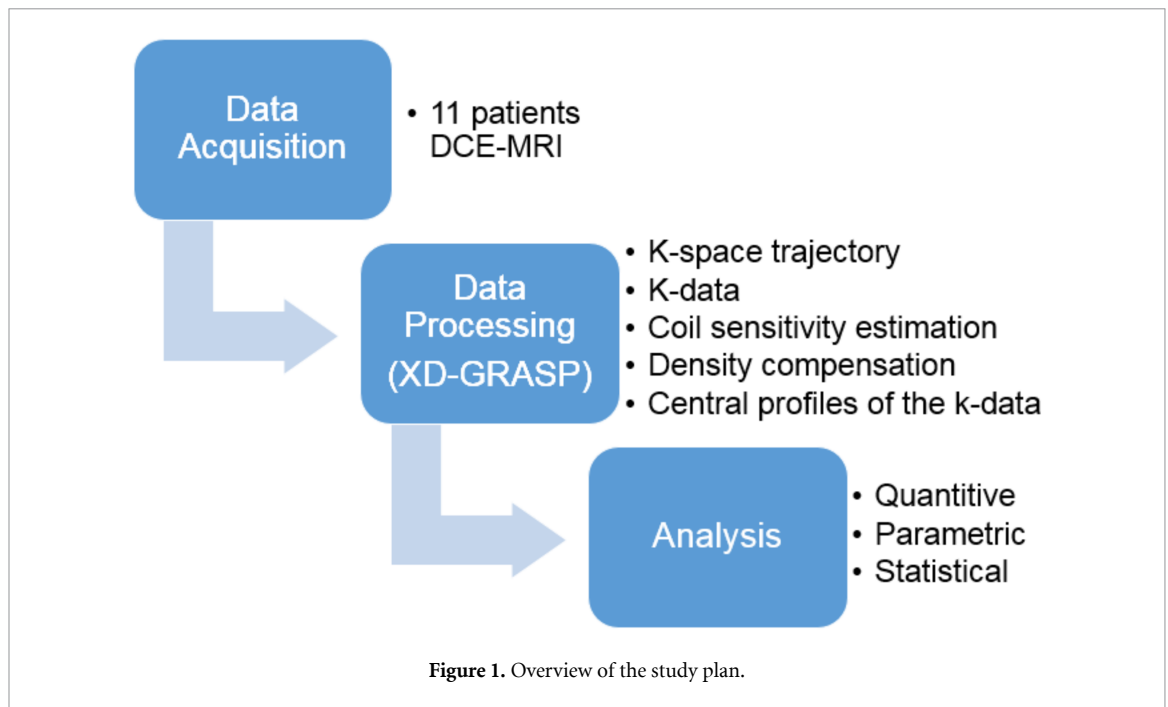 Data
Acquisition
• 11 patients
DCE-MRI
Data
Processing
(XD-GRASP)
• K-space trajectory
• K-data
• Coil sensitivity estimation
• Density compensation
• Central profiles of the k-data
Analysis
• Quantitive
• Parametric
• Statistical
Figure 1. Overview of the study plan.